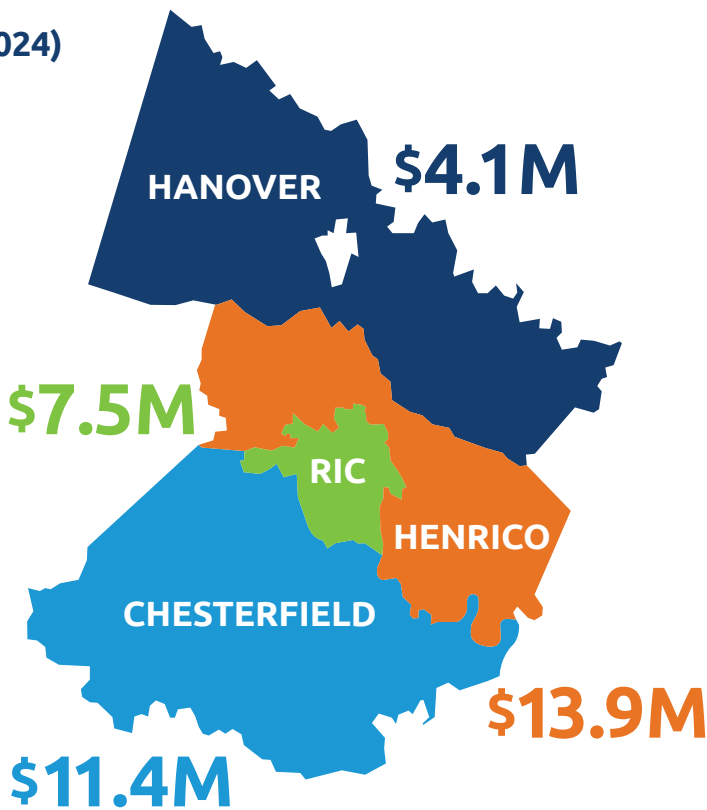 024)
HANOVER
$4.1M
$7.5M
RIC
HENRICO
CHESTERFIELD
$13.9M
$11.4M